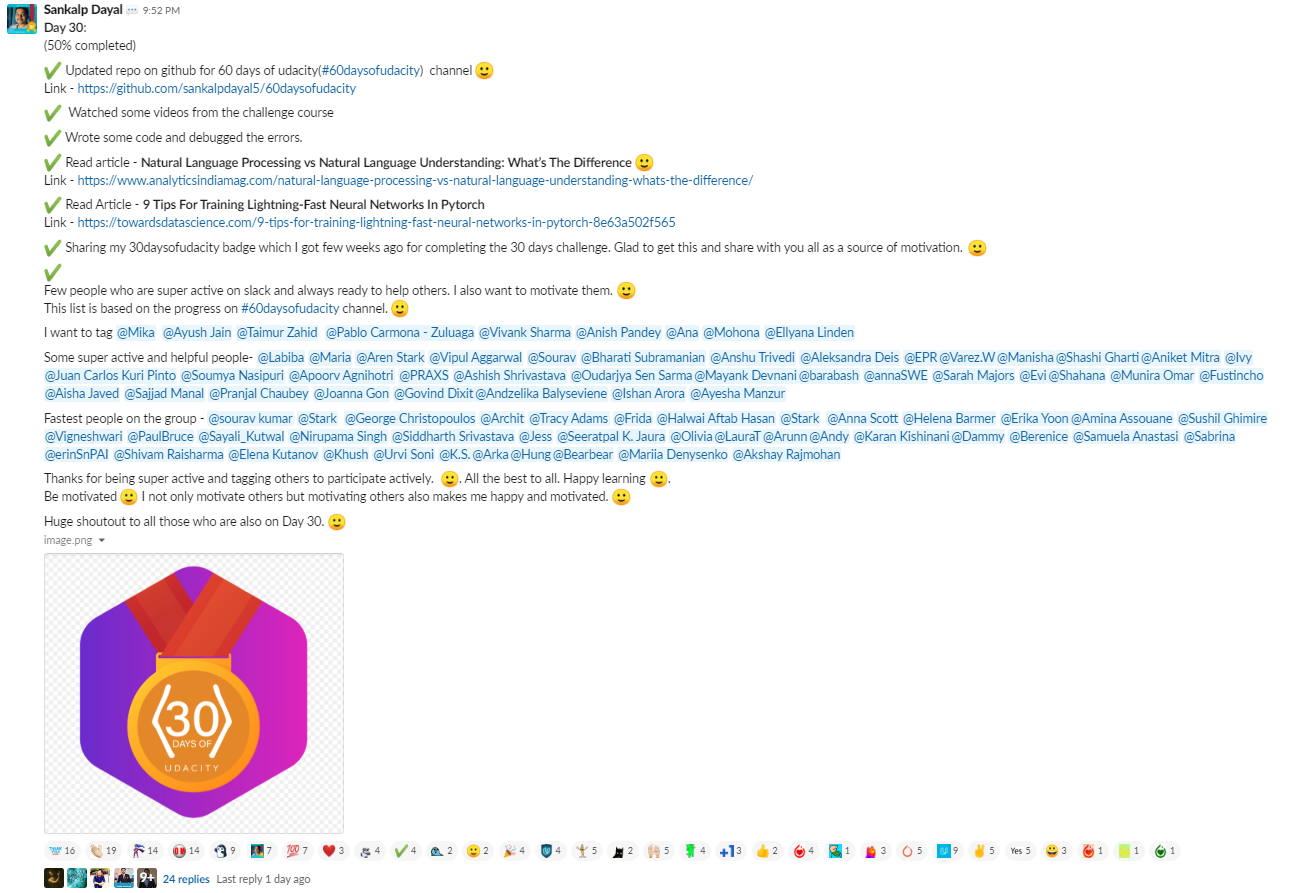 Sankalp Dayal 9:52 PM
Day 30:
(50% completed)
Updated repo on github for 60 days of udacity(#60daysofudacity) channel
Link - https://github.com/sankalpdayal5/60daysofudacity
Watched some videos from the challenge course
Wrote some code and debugged the errors.
Read article - Natural Language Processing vs Natural Language Understanding: What's The Difference
Link - https://www.analyticsindiamag.com/natural-language-processing-vs-natural-language-understanding-whats-the-difference/
Read Article - 9 Tips For Training Lightning-Fast Neural Networks In Pytorch
Link - https://towardsdatascience.com/9-tips-for-training-lightning-fast-neural-networks-in-pytorch-8e63a502f565
Sharing my 30daysofudacity badge which I got few weeks ago for completing the 30 days challenge. Glad to get this and share with you all as a source of motivation.
Few people who are super active on slack and always ready to help others. I also want to motivate them.
This list is based on the progress on #60daysofudacity channel.
I want to tag @Mika @Ayush Jain @Taimur Zahid @Pablo Carmona - Zuluaga @Vivank Sharma @Anish Pandey @Ana @Mohona @Ellyana Linden
Some super active and helpful people- @Labiba @Maria @Aren Stark @Vipul Aggarwal @Sourav @Bharati Subramanian @Anshu Trivedi @Aleksandra Deis @EPR @Varez.W @Manisha @Shashi Gharti @Aniket Mitra @Ivy
@Juan Carlos Kuri Pinto @Soumya Nasipuri @Apoorv Agnihotri @PRAXS @Ashish Shrivastava @Oudarjya Sen Sarma @Mayank Devnani @barabash @annaSWE @Sarah Majors @Evi @Shahana @Munira Omar @Fustincho
@Aisha Javed @Sajjad Manal @Pranjal Chaubey @Joanna Gon @Govind Dixit @Andzelika Balyseviene @Ishan Arora @Ayesha Manzur
Fastest people on the group - @sourav kumar @Stark @George Christopoulos @Archit @Tracy Adams @Frida @Halwai Aftab Hasan @Stark @Anna Scott @Helena Barmer @Erika Yoon @Amina Assouane @Sushil Ghimire
@Vigneshwari @PaulBruce @Sayali_Kutwal @Nirupama Singh @Siddharth Srivastava @Jess @Seeratpal K. Jaura @Olivia @LauraT @Arunn @Andy @Karan Kishinani @Dammy @Berenice @Samuela Anastasi @Sabrina
@erinSnPAI @Shivam Raisharma @Elena Kutanov @Khush @Urvi Soni @K.S. @Arka @Hung @Bearbear @Mariia Denysenko @Akshay Rajmohan
Thanks for being super active and tagging others to participate actively. . All the best to all. Happy learning .
Be motivated I not only motivate others but motivating others also makes me happy and motivated.
Huge shoutout to all those who are also on Day 30.
image.png
30
DAYS OF
UDACITY
16 19 14 14 9 7 100 7 3 4 4 2 2 4 4 5 2 5 4 +1 3 2 4 1 3 5 9 5 Yes 5 3 1 1 1
9+ 24 replies Last reply 1 day ago